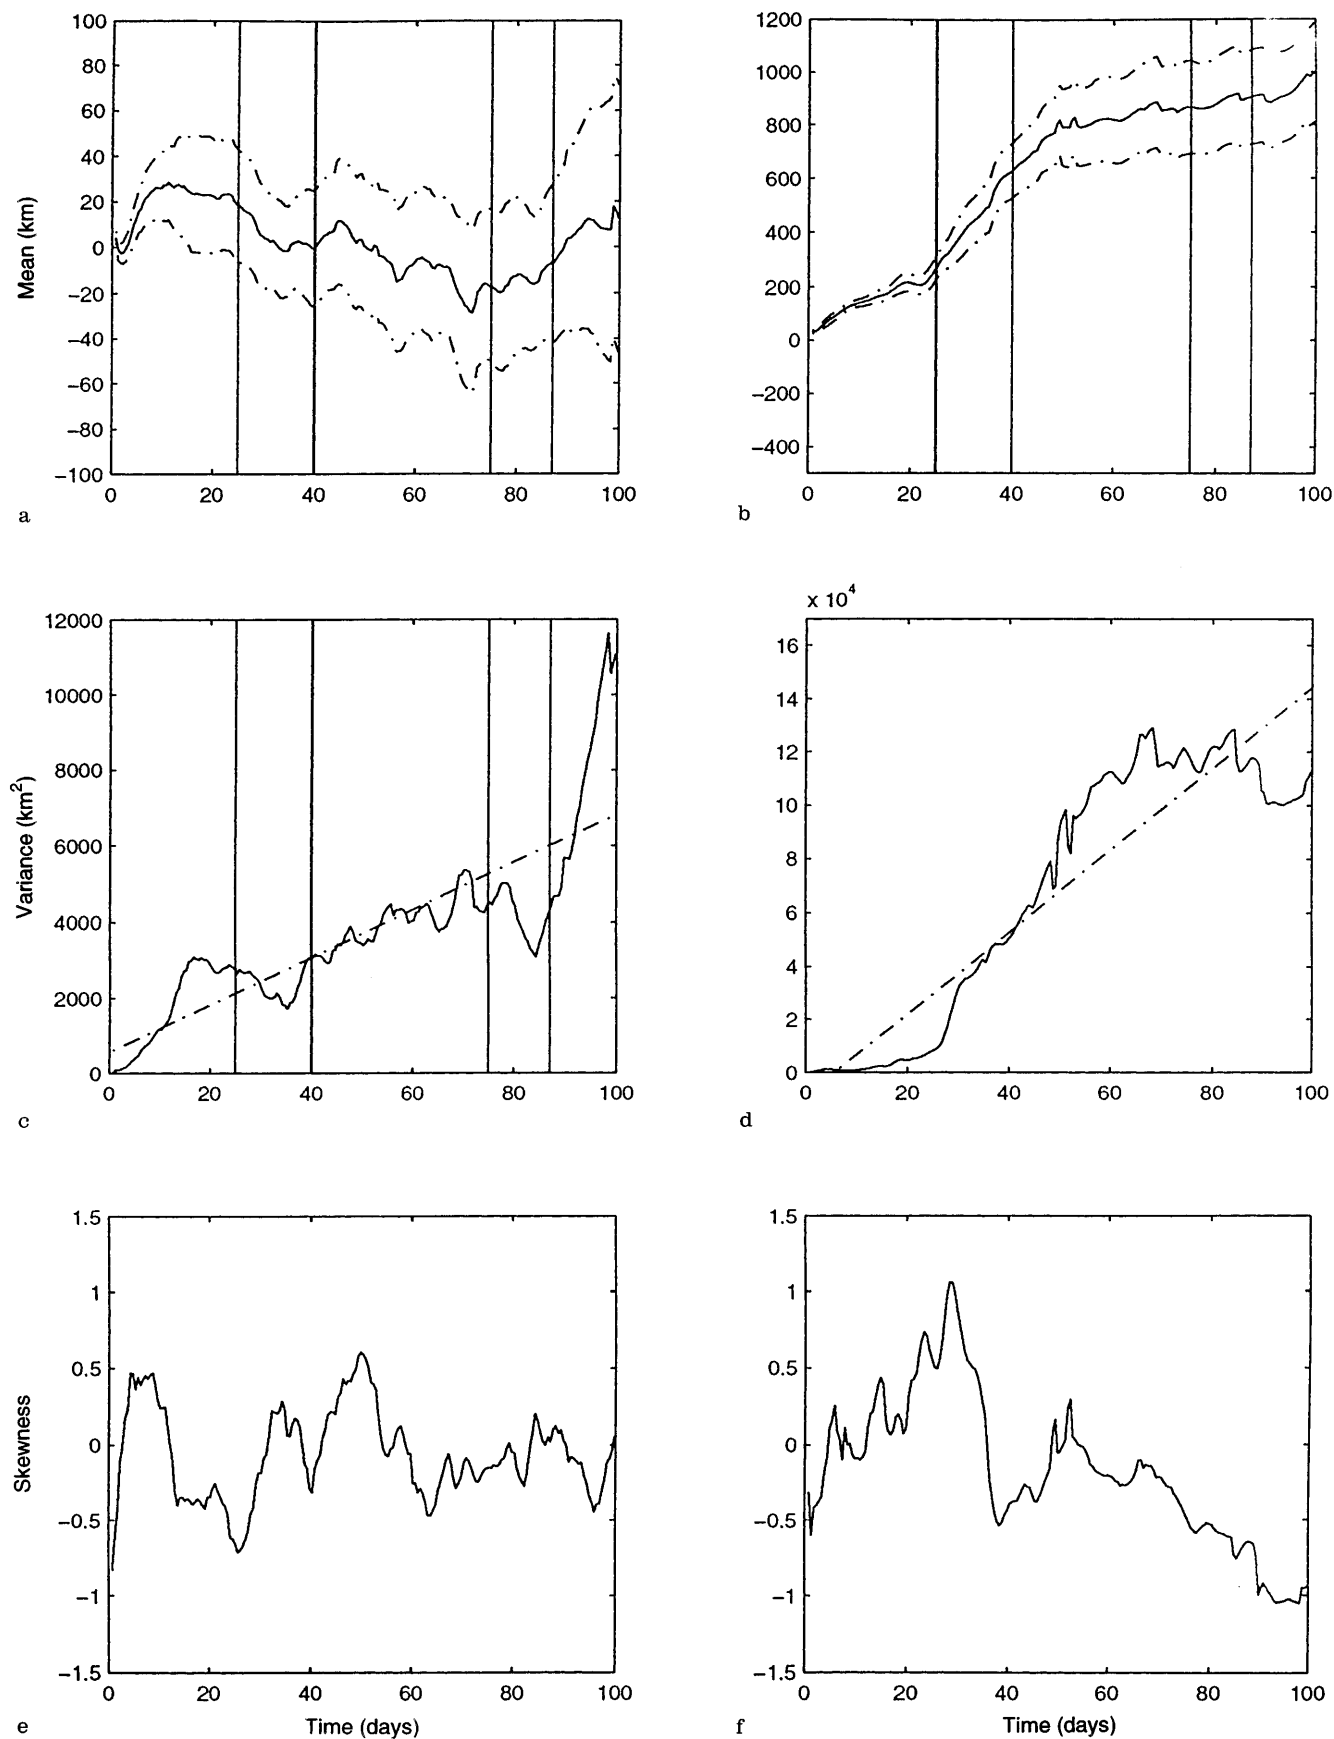 100
80
60
40
20
0
−20
−40
−60
−80
−100
Mean (km)
0 20 40 60 80 100
a
1200
1000
800
600
400
200
0
−200
−400
0 20 40 60 80 100
b
12000
10000
8000
6000
4000
2000
0
Variance (km²)
0 20 40 60 80 100
c
x 10⁴
16
14
12
10
8
6
4
2
0
0 20 40 60 80 100
d
1.5
1
0.5
0
−0.5
−1
−1.5
Skewness
0 20 40 60 80 100
Time (days)
e
1.5
1
0.5
0
−0.5
−1
−1.5
0 20 40 60 80 100
Time (days)
f